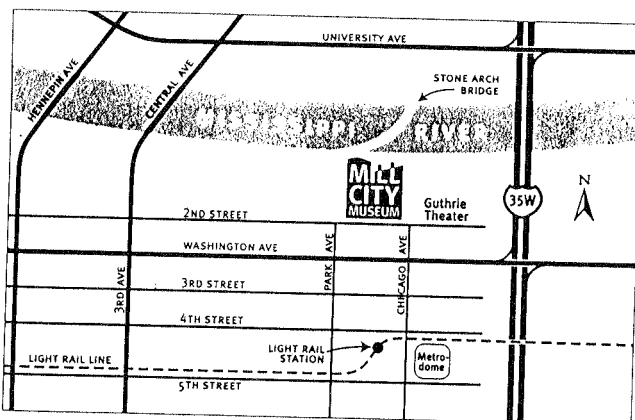 UNIVERSITY AVE
HENNEPIN AVE
CENTRAL AVE
STONE ARCH
BRIDGE
MISSISSIPPI RIVER
MILL
CITY
MUSEUM
Guthrie
Theater
35W
N
2ND STREET
WASHINGTON AVE
PARK AVE
CHICAGO AVE
3RD AVE
3RD STREET
4TH STREET
LIGHT RAIL
STATION
Metro-
dome
LIGHT RAIL LINE
5TH STREET